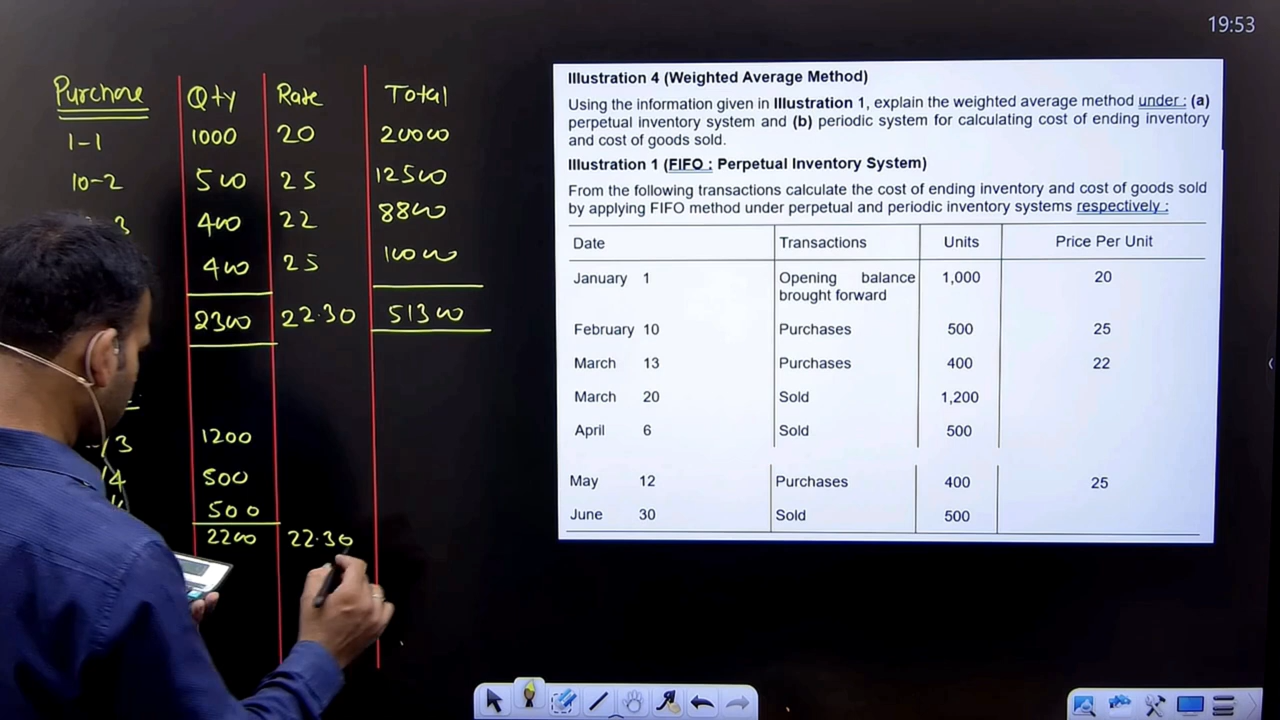 19:53
Purchase Qty Rate Total
1-1 1000 20 20000
10-2 500 25 12500
3 400 22 8800
400 25 10000
2300 22.30 51300
3 1200
4 500
500
2200 22.30
Illustration 4 (Weighted Average Method)
Using the information given in Illustration 1, explain the weighted average method under : (a)
perpetual inventory system and (b) periodic system for calculating cost of ending inventory
and cost of goods sold.
Illustration 1 (FIFO : Perpetual Inventory System)
From the following transactions calculate the cost of ending inventory and cost of goods sold
by applying FIFO method under perpetual and periodic inventory systems respectively :
Date Transactions Units Price Per Unit
January 1 Opening balance 1,000 20
brought forward
February 10 Purchases 500 25
March 13 Purchases 400 22
March 20 Sold 1,200
April 6 Sold 500
May 12 Purchases 400 25
June 30 Sold 500